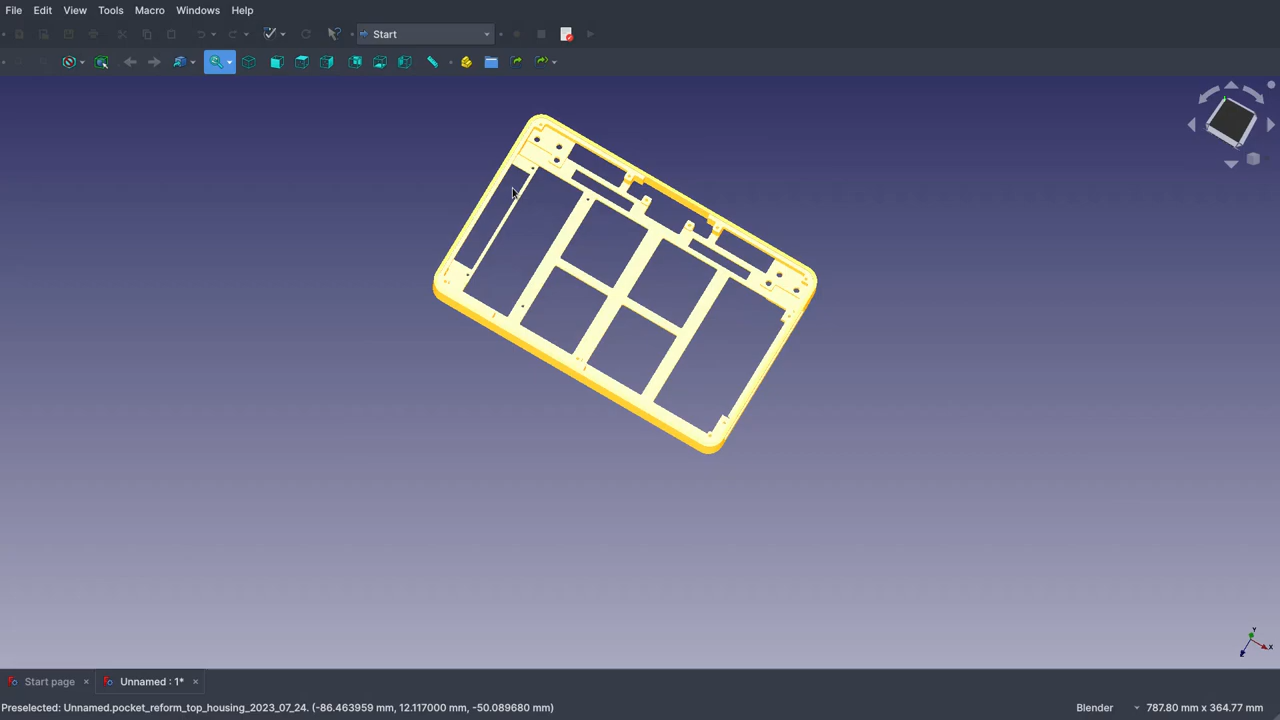 File Edit View Tools Macro Windows Help
Start
Y
X
Z
Start page Unnamed : 1*
Preselected: Unnamed.pocket_reform_top_housing_2023_07_24. (-86.463959 mm, 12.117000 mm, -50.089680 mm) Blender 787.80 mm x 364.77 mm